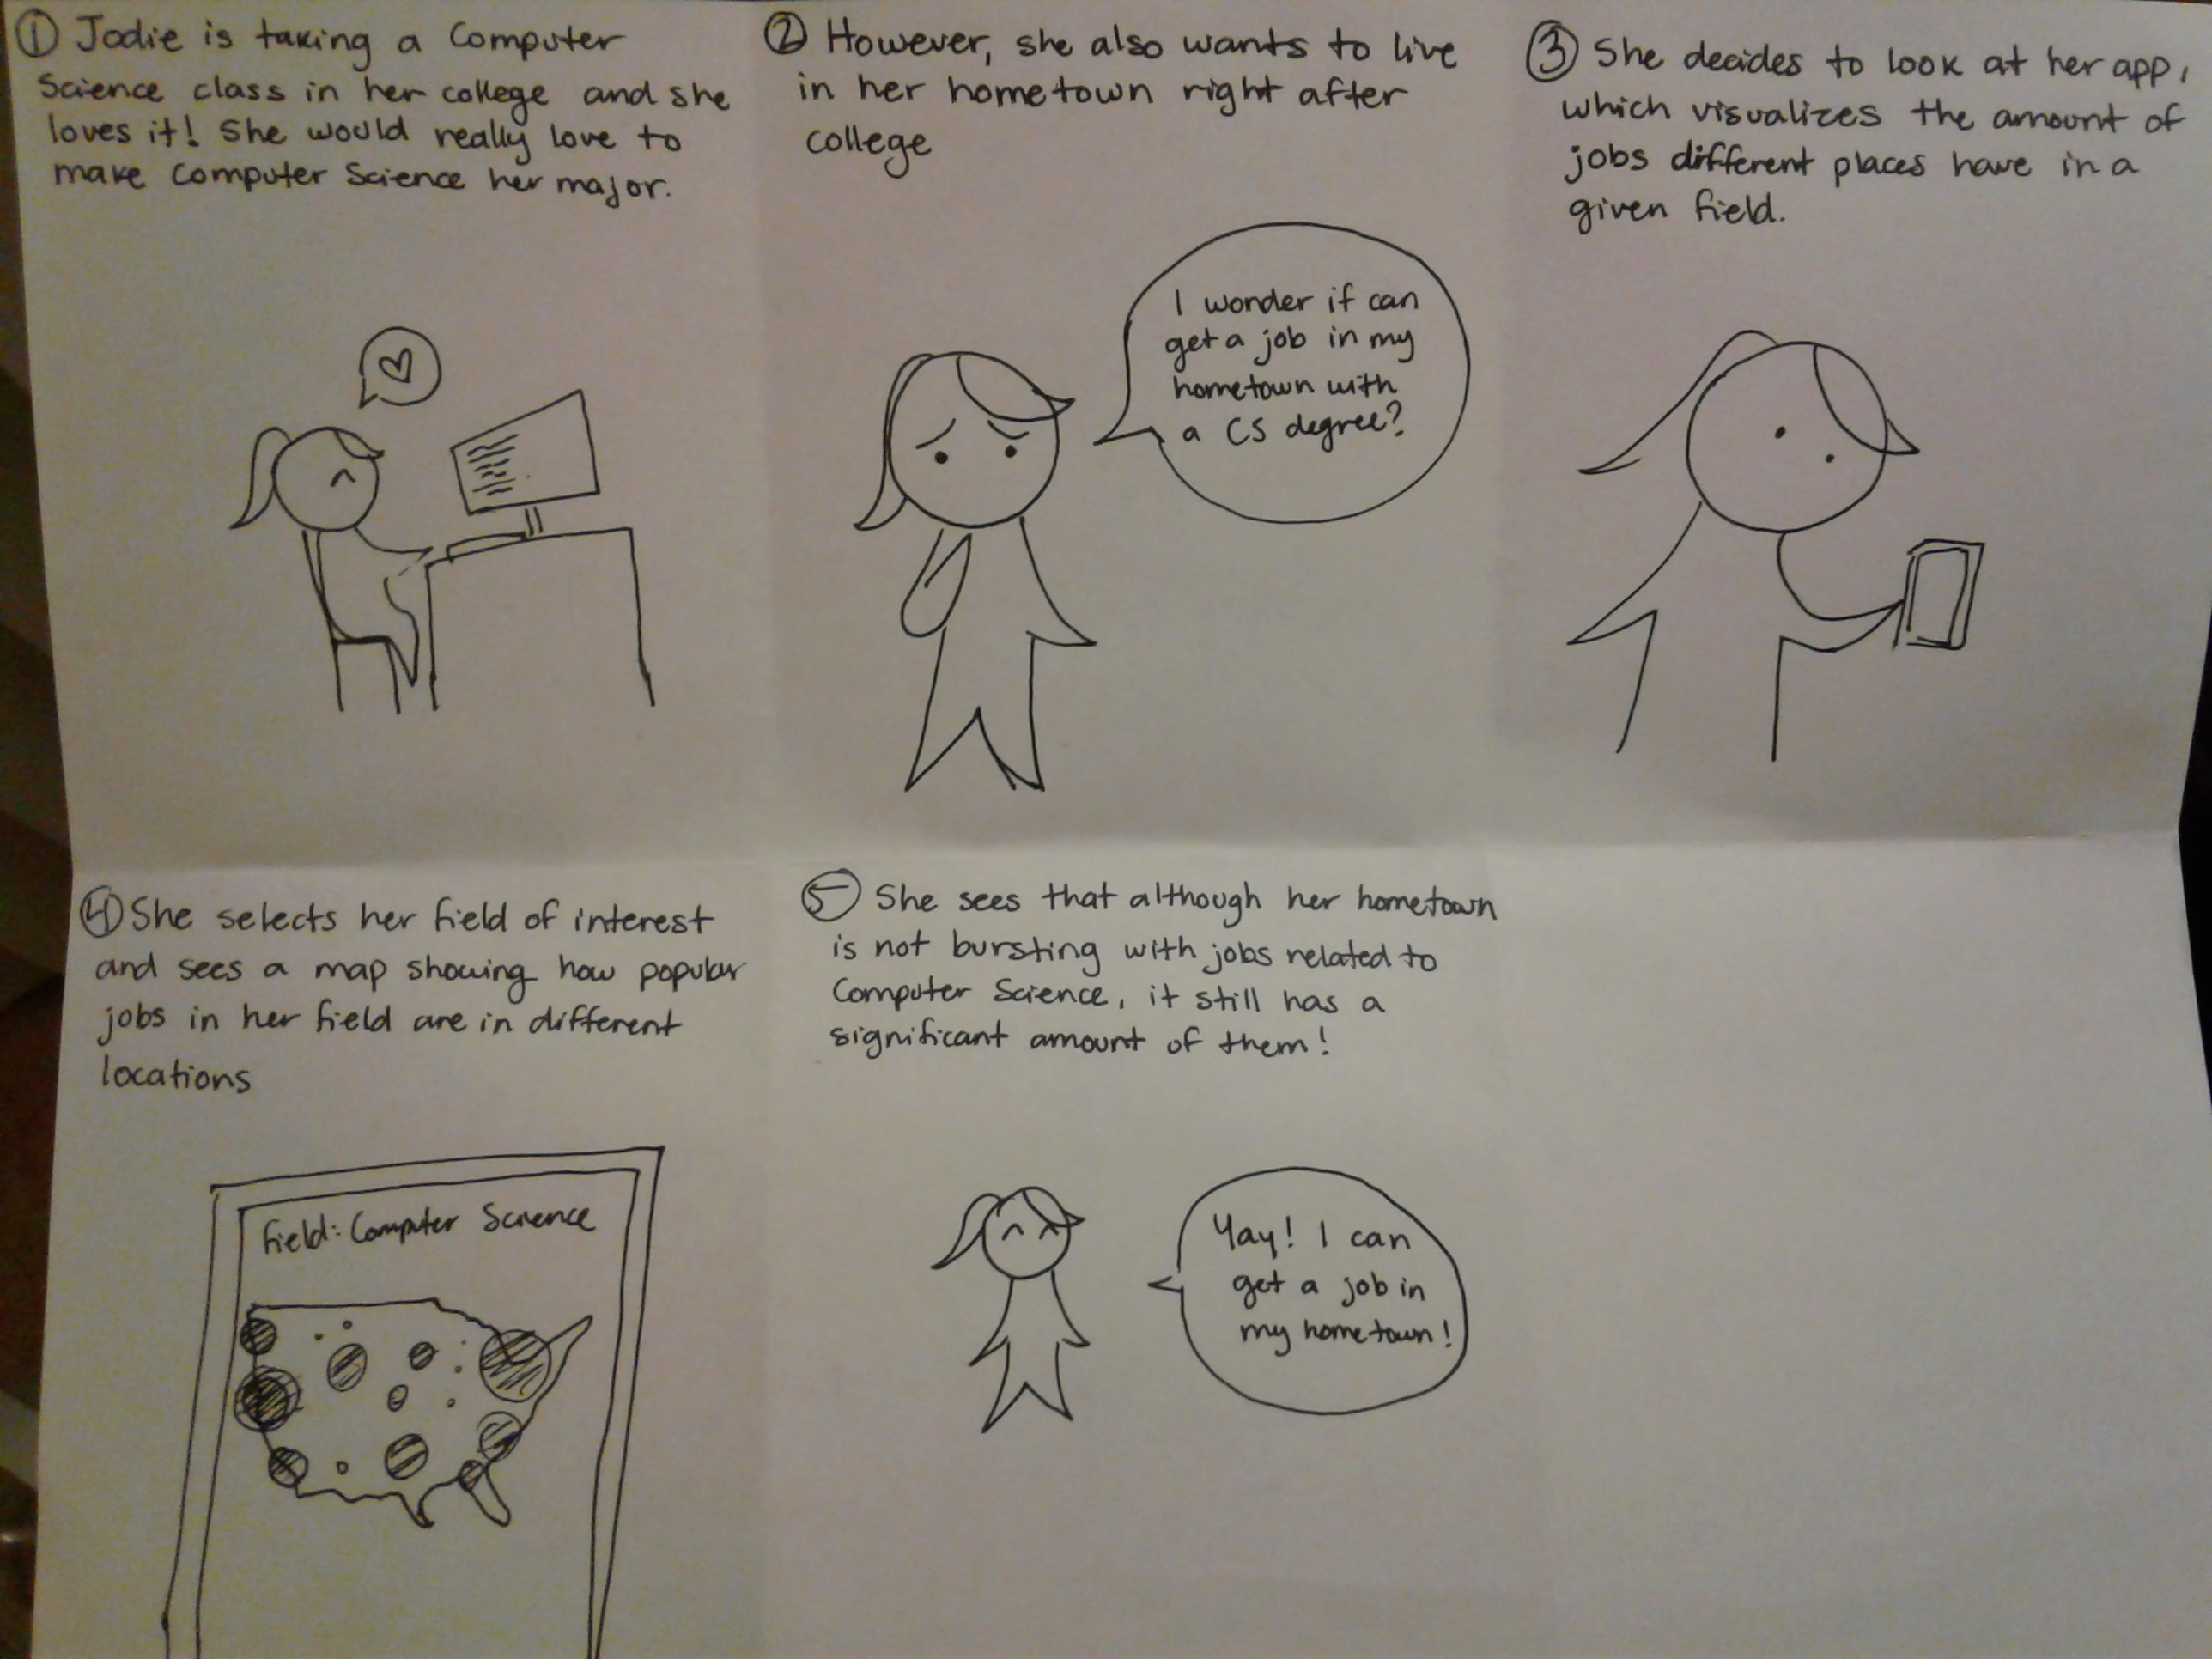 ① Jodie is taking a Computer
Science class in her college and she
loves it! She would really love to
make Computer Science her major.
② However, she also wants to live
in her hometown right after
college
I wonder if can
get a job in my
hometown with
a CS degree?
③ She decides to look at her app,
which visualizes the amount of
jobs different places have in a
given field.
④ She selects her field of interest
and sees a map showing how popular
jobs in her field are in different
locations
field: Computer Science
⑤ She sees that although her hometown
is not bursting with jobs related to
Computer Science, it still has a
significant amount of them!
Yay! I can
get a job in
my hometown!